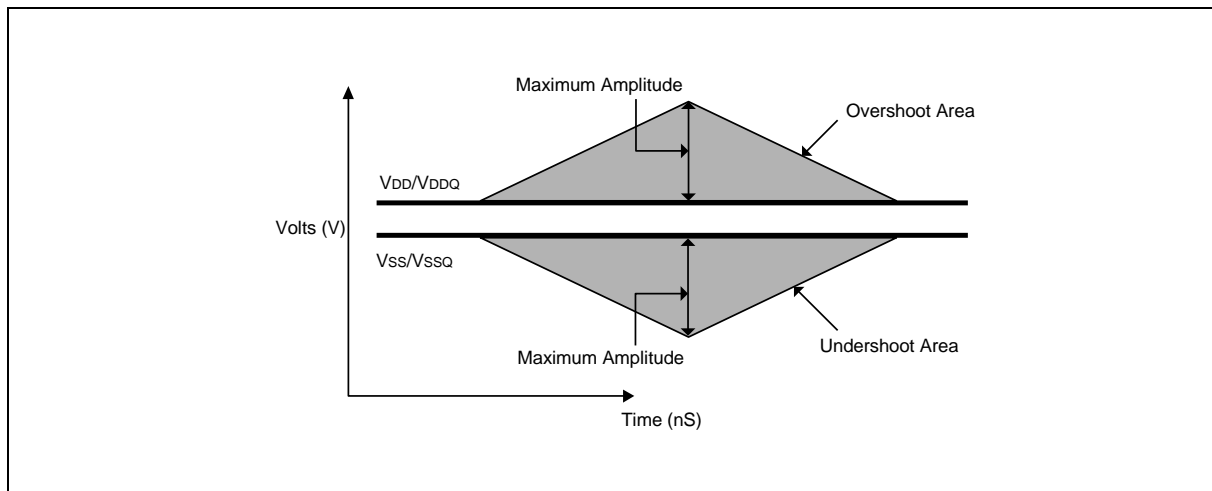 Maximum Amplitude
Overshoot Area
VDD/VDDQ
Volts (V)
VSS/VSSQ
Maximum Amplitude
Undershoot Area
Time (nS)